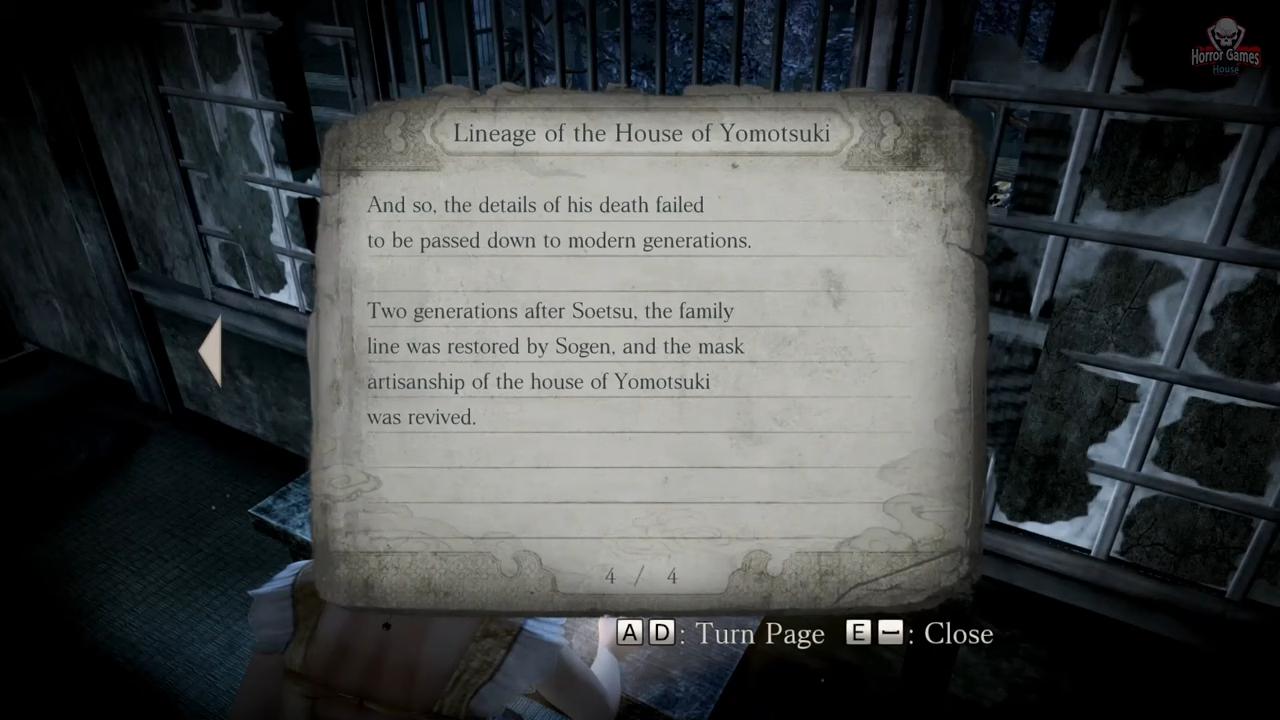 Horror Games
House
Lineage of the House of Yomotsuki
And so, the details of his death failed
to be passed down to modern generations.
Two generations after Soetsu, the family
line was restored by Sogen, and the mask
artisanship of the house of Yomotsuki
was revived.
4 / 4
A D : Turn Page E : Close